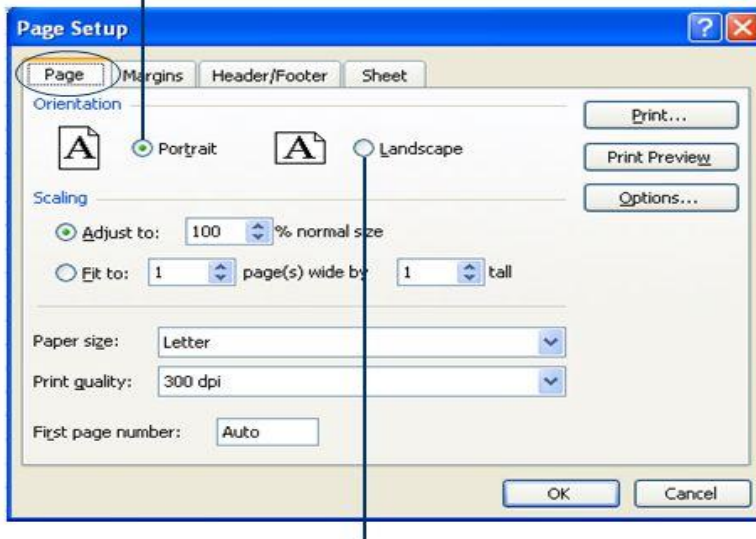 Page Setup
Page Margins Header/Footer Sheet
Orientation
A Portrait A Landscape
Print...
Print Preview
Options...
Scaling
Adjust to: 100 % normal size
Fit to: 1 page(s) wide by 1 tall
Paper size: Letter
Print quality: 300 dpi
First page number: Auto
OK Cancel